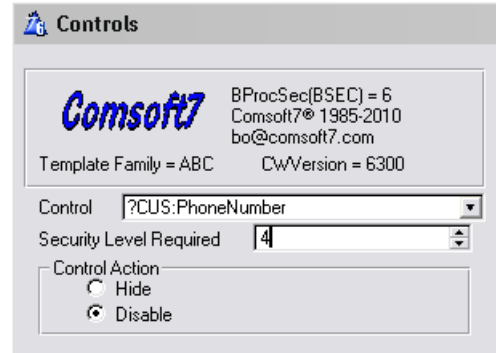 Controls
Comsoft7
BProcSec(BSEC) = 6
Comsoft7® 1985-2010
bo@comsoft7.com
Template Family = ABC CwVersion = 6300
Control ?CUS:PhoneNumber
Security Level Required 4
Control Action
Hide
Disable